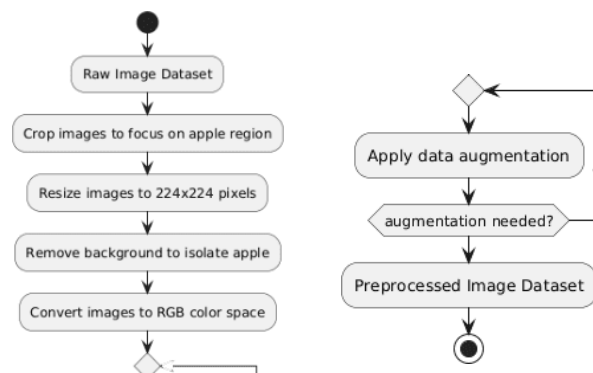 Raw Image Dataset
Crop images to focus on apple region
Resize images to 224x224 pixels
Remove background to isolate apple
Convert images to RGB color space
Apply data augmentation
augmentation needed?
Preprocessed Image Dataset